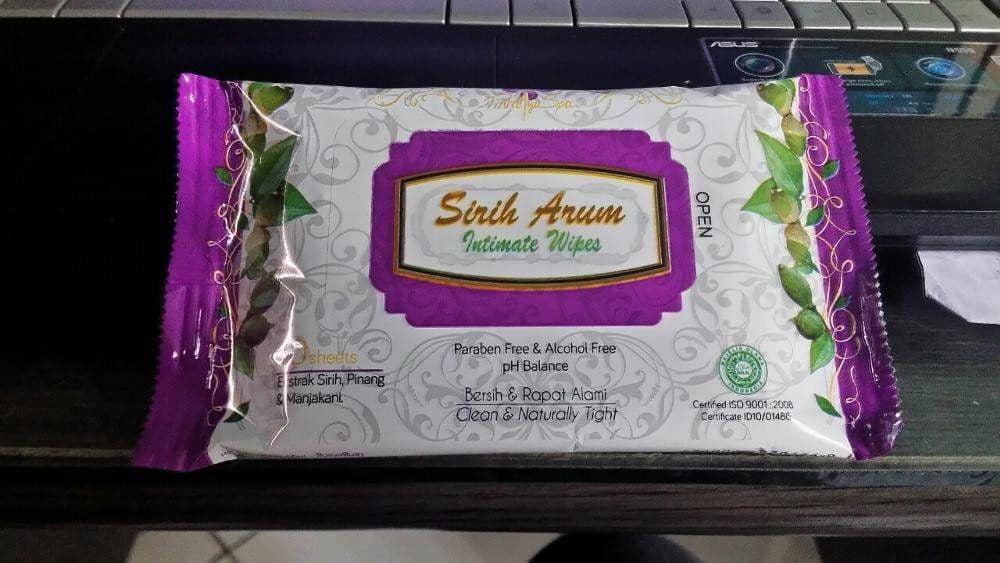 ASUS
Spa
Sirih Arum
Intimate Wipes
OPEN
sheets
Ekstrak Sirih, Pinang
& Manjakani.
Paraben Free & Alcohol Free
pH Balance
Bersih & Rapat Alami
Clean & Naturally Tight
Certified ISO 9001:2008
Certificate ID10/01486